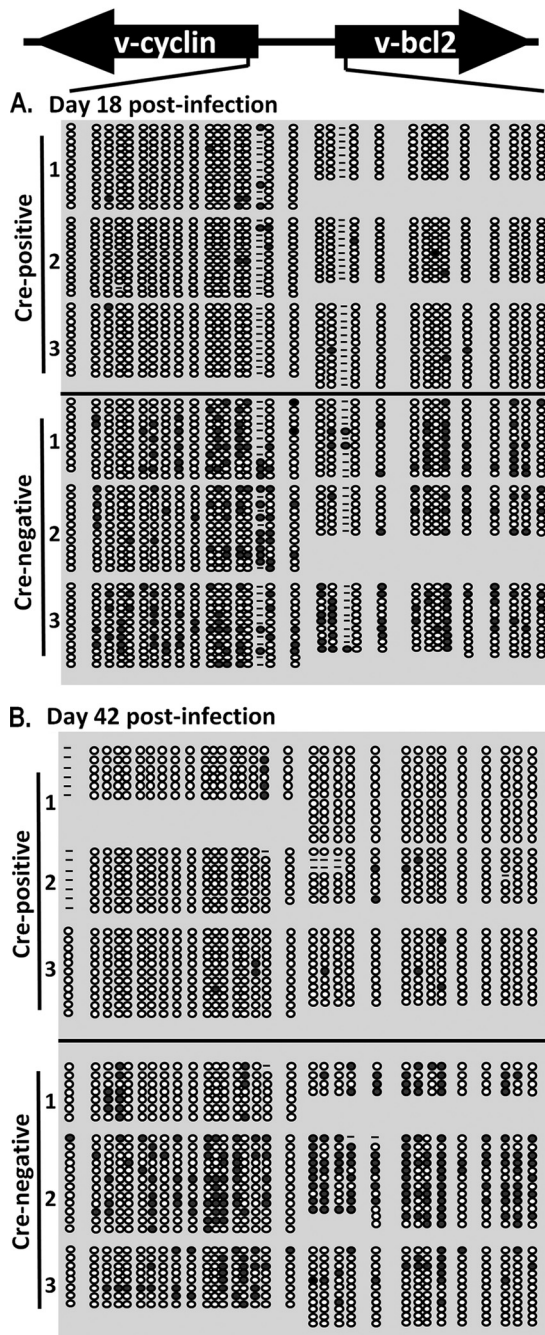 v-cyclin v-bcl2
A. Day 18 post-infection
Cre-positive
1
2
3
Cre-negative
1
2
3
B. Day 42 post-infection
Cre-positive
1
2
3
Cre-negative
1
2
3